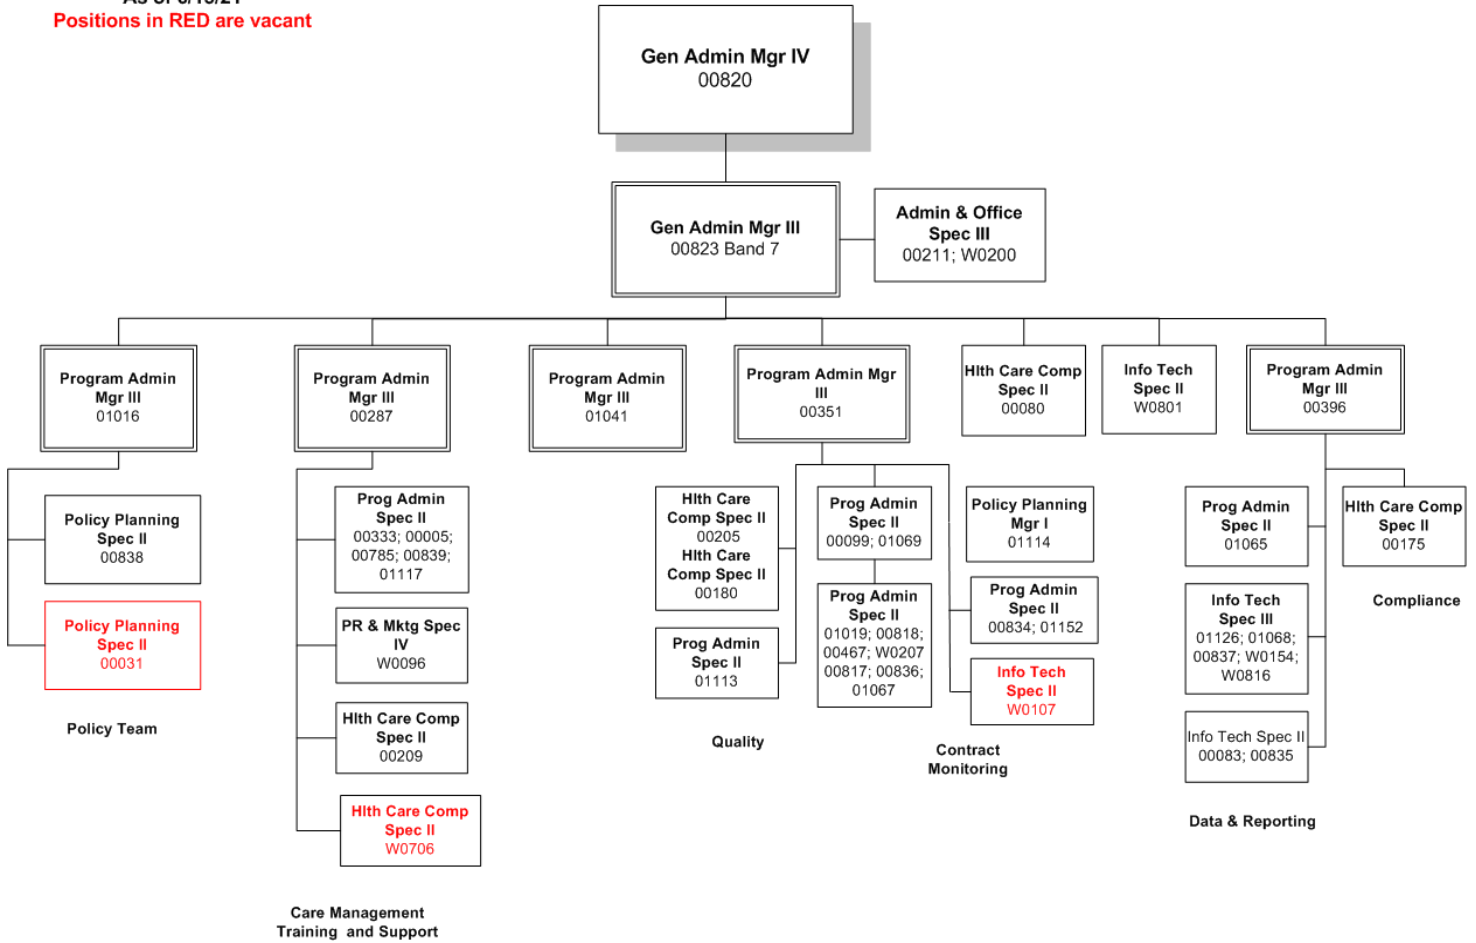 Positions in RED are vacant
Gen Admin Mgr IV
00820
Gen Admin Mgr III
00823 Band 7
Admin & Office
Spec III
00211; W0200
Program Admin
Mgr III
01016
Program Admin
Mgr III
00287
Program Admin
Mgr III
01041
Program Admin Mgr
III
00351
Hlth Care Comp
Spec II
00080
Info Tech
Spec II
W0801
Program Admin
Mgr III
00396
Policy Planning
Spec II
00838
Policy Planning
Spec II
00031
Policy Team
Prog Admin
Spec II
00333; 00005;
00785; 00839;
01117
PR & Mktg Spec
IV
W0096
Hlth Care Comp
Spec II
00209
Hlth Care Comp
Spec II
W0706
Care Management
Training and Support
Hlth Care
Comp Spec II
00205
Hlth Care
Comp Spec II
00180
Prog Admin
Spec II
01113
Quality
Prog Admin
Spec II
00099; 01069
Prog Admin
Spec II
01019; 00818;
00467; W0207
00817; 00836;
01067
Policy Planning
Mgr I
01114
Prog Admin
Spec II
00834; 01152
Info Tech
Spec II
W0107
Contract
Monitoring
Prog Admin
Spec II
01065
Info Tech
Spec III
01126; 01068;
00837; W0154;
W0816
Info Tech Spec II
00083; 00835
Data & Reporting
Hlth Care Comp
Spec II
00175
Compliance